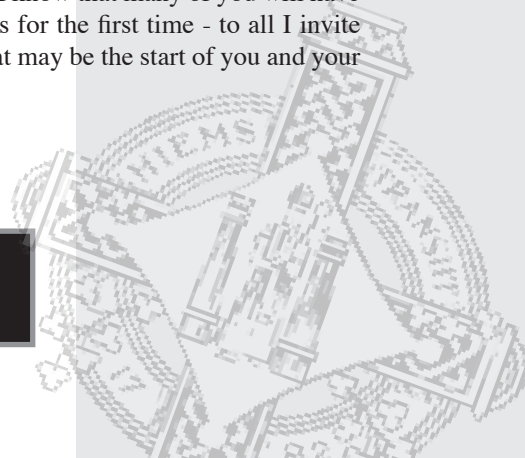 know that many of you will have
for the first time - to all I invite
may be the start of you and your
HIEMS
TRANSIIT